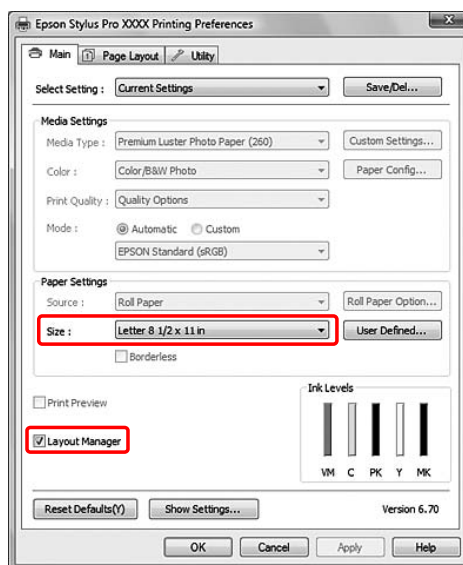 Epson Stylus Pro XXXX Printing Preferences
Main Page Layout Utility
Select Setting : Current Settings Save/Del...
Media Settings
Media Type : Premium Luster Photo Paper (260) Custom Settings...
Color : Color/B&W Photo Paper Config...
Print Quality : Quality Options
Mode : Automatic Custom
EPSON Standard (sRGB)
Paper Settings
Source : Roll Paper Roll Paper Option...
Size : Letter 8 1/2 x 11 in User Defined...
Borderless
Ink Levels
Print Preview
Layout Manager
VM C PK Y MK
Reset Defaults(Y) Show Settings... Version 6.70
OK Cancel Apply Help